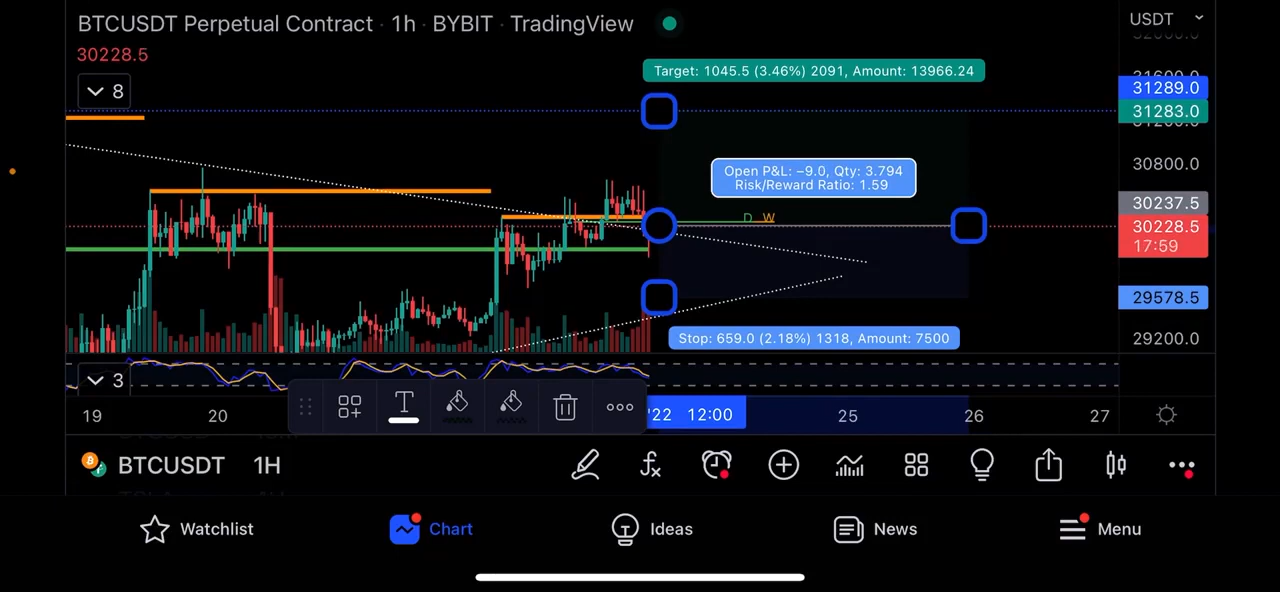 BTCUSDT Perpetual Contract · 1h · BYBIT · TradingView
USDT
30228.5
8
Target: 1045.5 (3.46%) 2091, Amount: 13966.24
31289.0
31283.0
30800.0
Open P&L: −9.0, Qty: 3.794
Risk/Reward Ratio: 1.59
30237.5
D W
30228.5
17:59
29578.5
Stop: 659.0 (2.18%) 1318, Amount: 7500
29200.0
3
T
19 20 '22 12:00 25 26 27
BTCUSDT 1H
Watchlist Chart Ideas News Menu